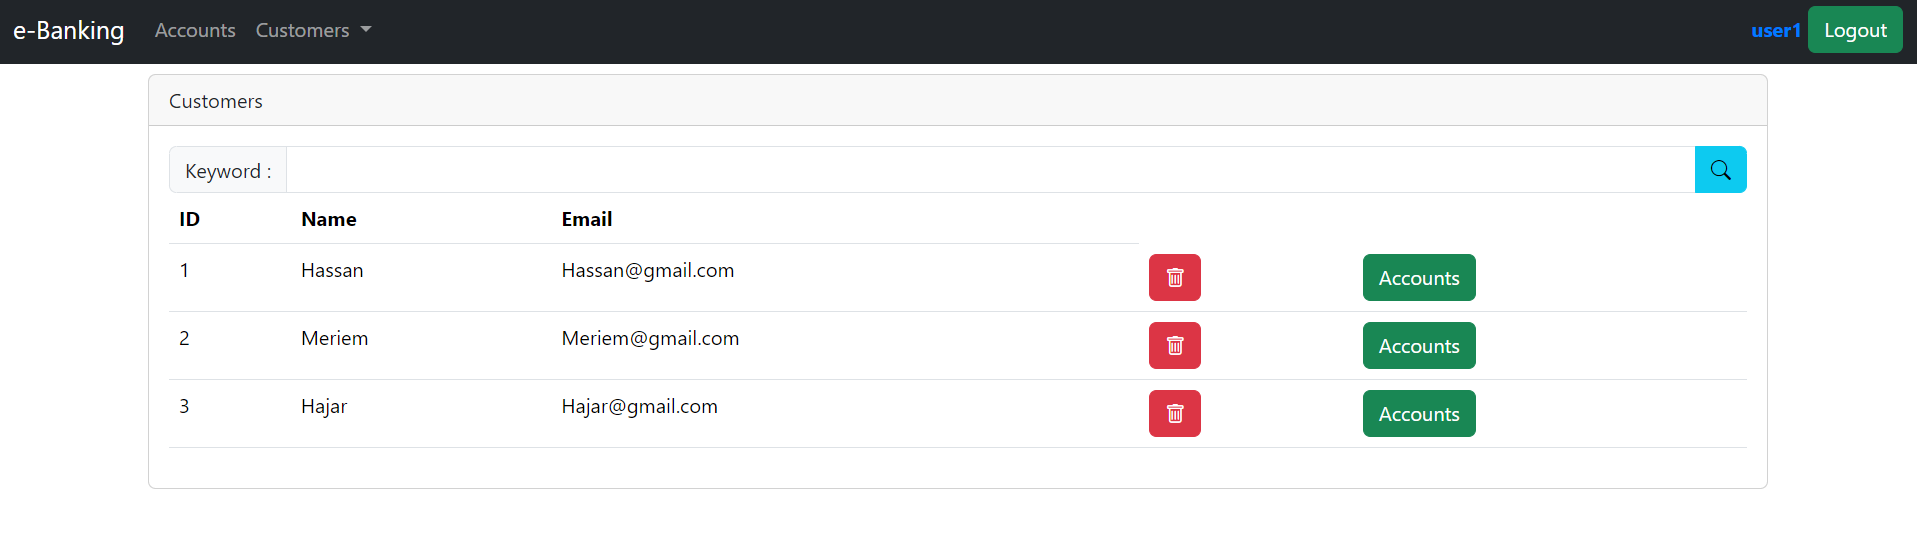 e-Banking Accounts Customers user1 Logout
Customers
Keyword :
ID Name Email
1 Hassan Hassan@gmail.com Accounts
2 Meriem Meriem@gmail.com Accounts
3 Hajar Hajar@gmail.com Accounts